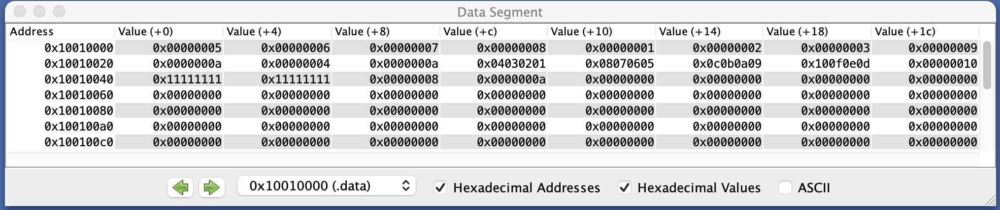 Data Segment
Address Value (+0) Value (+4) Value (+8) Value (+c) Value (+10) Value (+14) Value (+18) Value (+1c)
0x10010000 0x00000005 0x00000006 0x00000007 0x00000008 0x00000001 0x00000002 0x00000003 0x00000009
0x10010020 0x0000000a 0x00000004 0x0000000a 0x04030201 0x08070605 0x0c0b0a09 0x100f0e0d 0x00000010
0x10010040 0x11111111 0x11111111 0x00000008 0x0000000a 0x00000000 0x00000000 0x00000000 0x00000000
0x10010060 0x00000000 0x00000000 0x00000000 0x00000000 0x00000000 0x00000000 0x00000000 0x00000000
0x10010080 0x00000000 0x00000000 0x00000000 0x00000000 0x00000000 0x00000000 0x00000000 0x00000000
0x100100a0 0x00000000 0x00000000 0x00000000 0x00000000 0x00000000 0x00000000 0x00000000 0x00000000
0x100100c0 0x00000000 0x00000000 0x00000000 0x00000000 0x00000000 0x00000000 0x00000000 0x00000000
0x10010000 (.data) Hexadecimal Addresses Hexadecimal Values ASCII